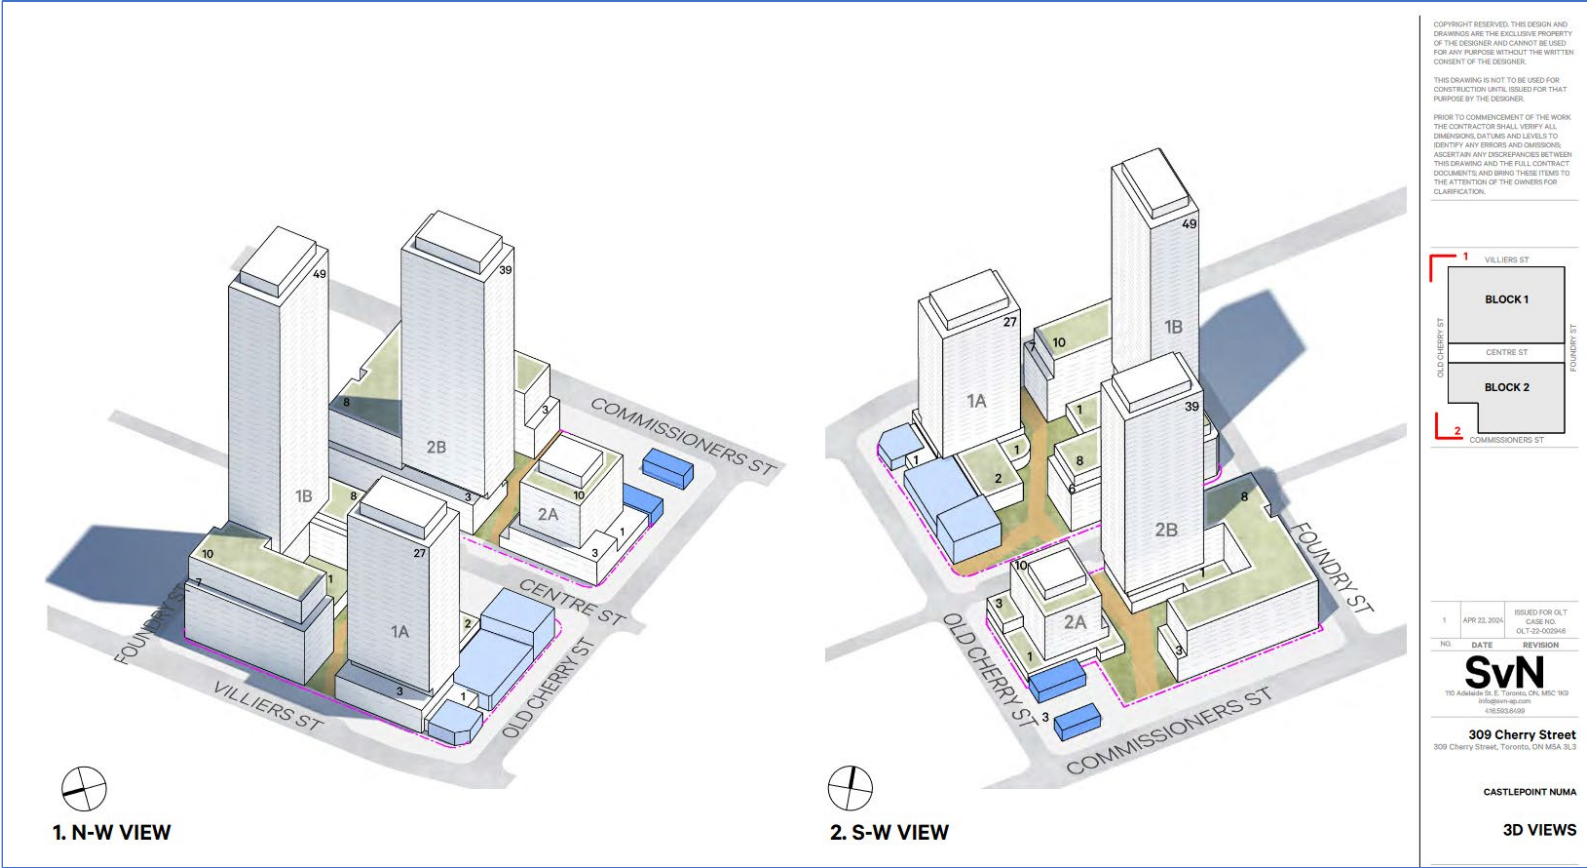 49
39
8
3
COMMISSIONERS ST
2B
1B
8
3
10
2A
1
3
27
10
7
1
CENTRE ST
1A
2
FOUNDRY ST
3
1
VILLIERS ST
OLD CHERRY ST
1. N-W VIEW
49
27
7
10
1B
1A
1
39
1
1
8
2
6
2B
8
10
1
FOUNDRY ST
3
2A
1
3
OLD CHERRY ST
3
COMMISSIONERS ST
2. S-W VIEW
COPYRIGHT RESERVED. THIS DESIGN AND
DRAWINGS ARE THE EXCLUSIVE PROPERTY
OF THE DESIGNER AND CANNOT BE USED
FOR ANY PURPOSE WITHOUT THE WRITTEN
CONSENT OF THE DESIGNER.
THIS DRAWING IS NOT TO BE USED FOR
CONSTRUCTION UNTIL ISSUED FOR THAT
PURPOSE BY THE DESIGNER.
PRIOR TO COMMENCEMENT OF THE WORK
THE CONTRACTOR SHALL VERIFY ALL
DIMENSIONS, DATUMS AND LEVELS TO
IDENTIFY ANY ERRORS AND OMISSIONS;
ASCERTAIN ANY DISCREPANCIES BETWEEN
THIS DRAWING AND THE FULL CONTRACT
DOCUMENTS; AND BRING THESE ITEMS TO
THE ATTENTION OF THE OWNERS FOR
CLARIFICATION.
1
VILLIERS ST
BLOCK 1
OLD CHERRY ST
CENTRE ST
FOUNDRY ST
BLOCK 2
2
COMMISSIONERS ST
1 APR 22, 2024 ISSUED FOR OLT
CASE NO.
OLT-22-002946
NO. DATE REVISION
SvN
110 Adelaide St. E. Toronto, ON, M5C 1K9
info@svn-ap.com
416.593.6499
309 Cherry Street
309 Cherry Street, Toronto, ON M5A 3L3
CASTLEPOINT NUMA
3D VIEWS